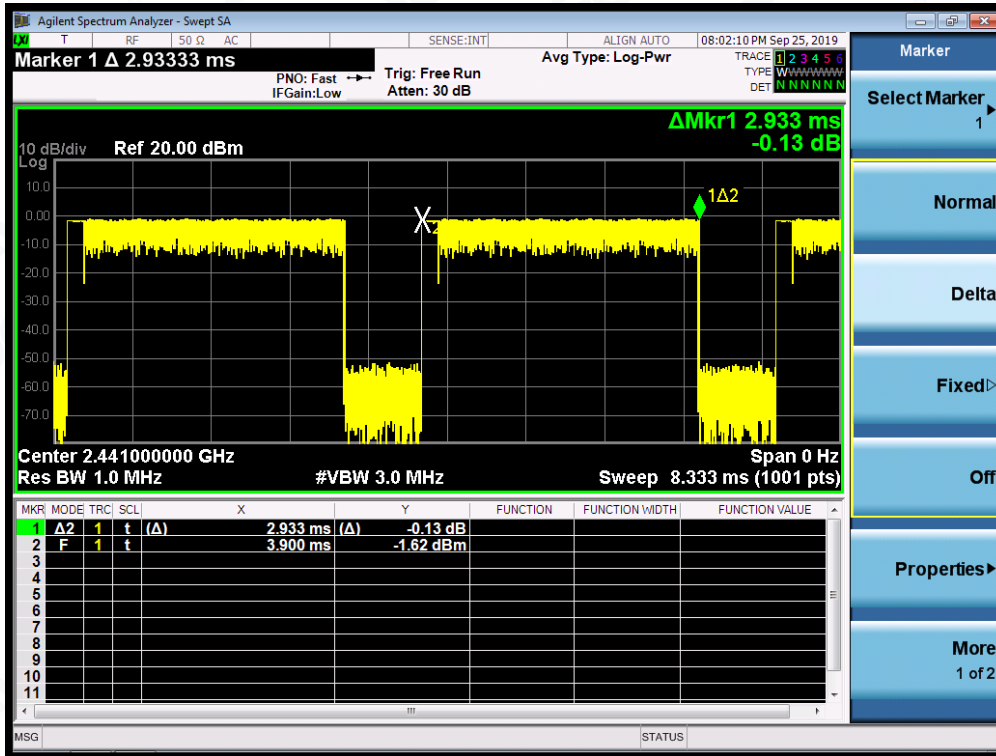 Agilent Spectrum Analyzer - Swept SA
LXI T RF 50 Ω AC SENSE:INT ALIGN AUTO 08:02:10 PM Sep 25, 2019
Marker 1 Δ 2.93333 ms
PNO: Fast
IFGain:Low
Trig: Free Run
Atten: 30 dB
Avg Type: Log-Pwr
TRACE 1 2 3 4 5 6
TYPE WWWWWW
DET N N N N N N
ΔMkr1 2.933 ms
-0.13 dB
10 dB/div Ref 20.00 dBm
Log
10.0
0.00
-10.0
-20.0
-30.0
-40.0
-50.0
-60.0
-70.0
1Δ2
2
Center 2.441000000 GHz Span 0 Hz
Res BW 1.0 MHz #VBW 3.0 MHz Sweep 8.333 ms (1001 pts)
MKR MODE TRC SCL X Y FUNCTION FUNCTION WIDTH FUNCTION VALUE
1 Δ2 1 t (Δ) 2.933 ms (Δ) -0.13 dB
2 F 1 t 3.900 ms -1.62 dBm
3
4
5
6
7
8
9
10
11
MSG STATUS
Marker
Select Marker
1
Normal
Delta
Fixed
Off
Properties
More
1 of 2